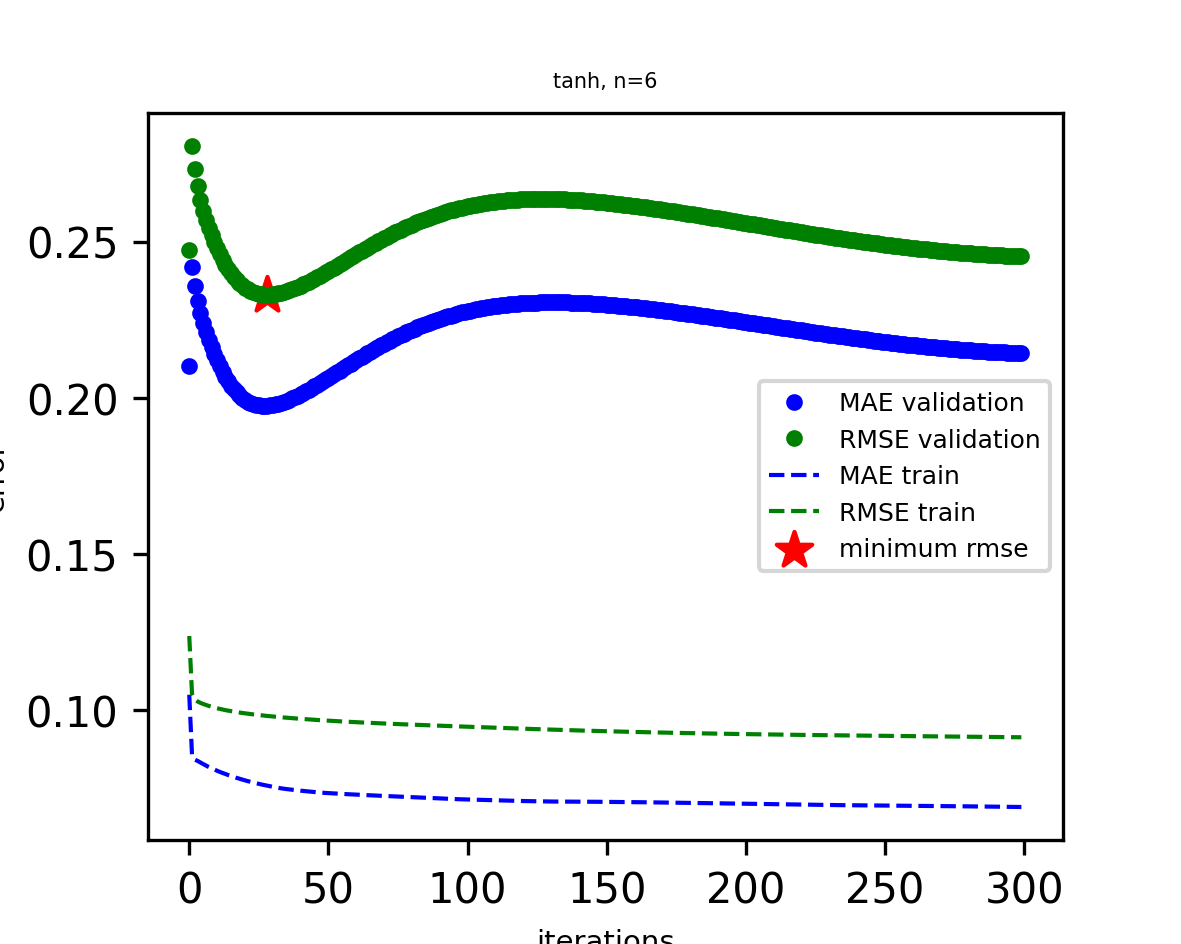 tanh, n=6
0.25
0.20
0.15
0.10
MAE validation
RMSE validation
MAE train
RMSE train
minimum rmse
0 50 100 150 200 250 300
iterations